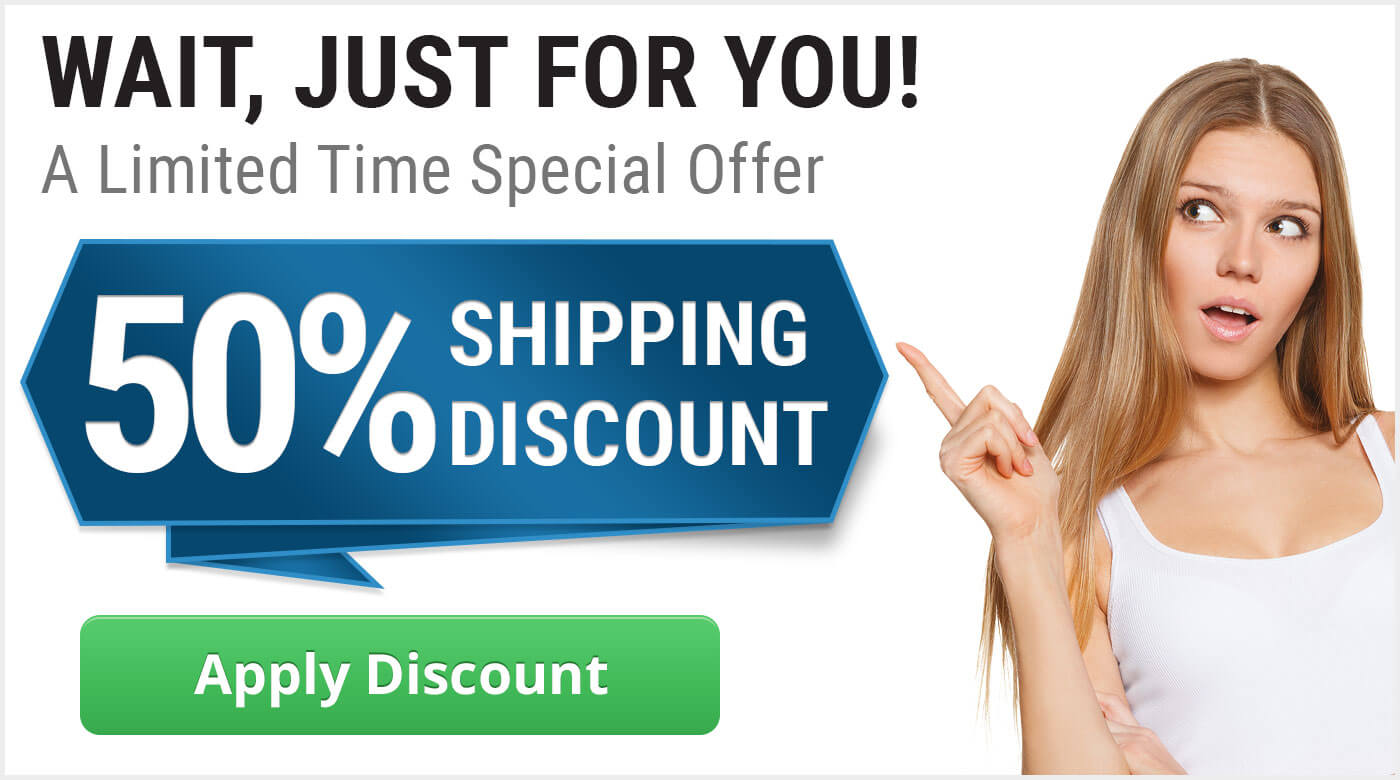 WAIT, JUST FOR YOU!
A Limited Time Special Offer
50% SHIPPING
DISCOUNT
Apply Discount